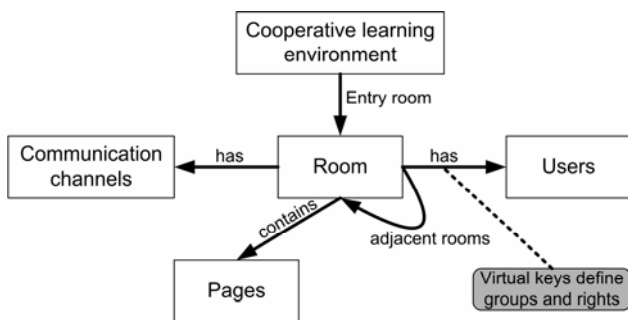 Cooperative learning
environment
Entry room
Communication
channels
has
Room
has
Users
contains
adjacent rooms
Pages
Virtual keys define
groups and rights